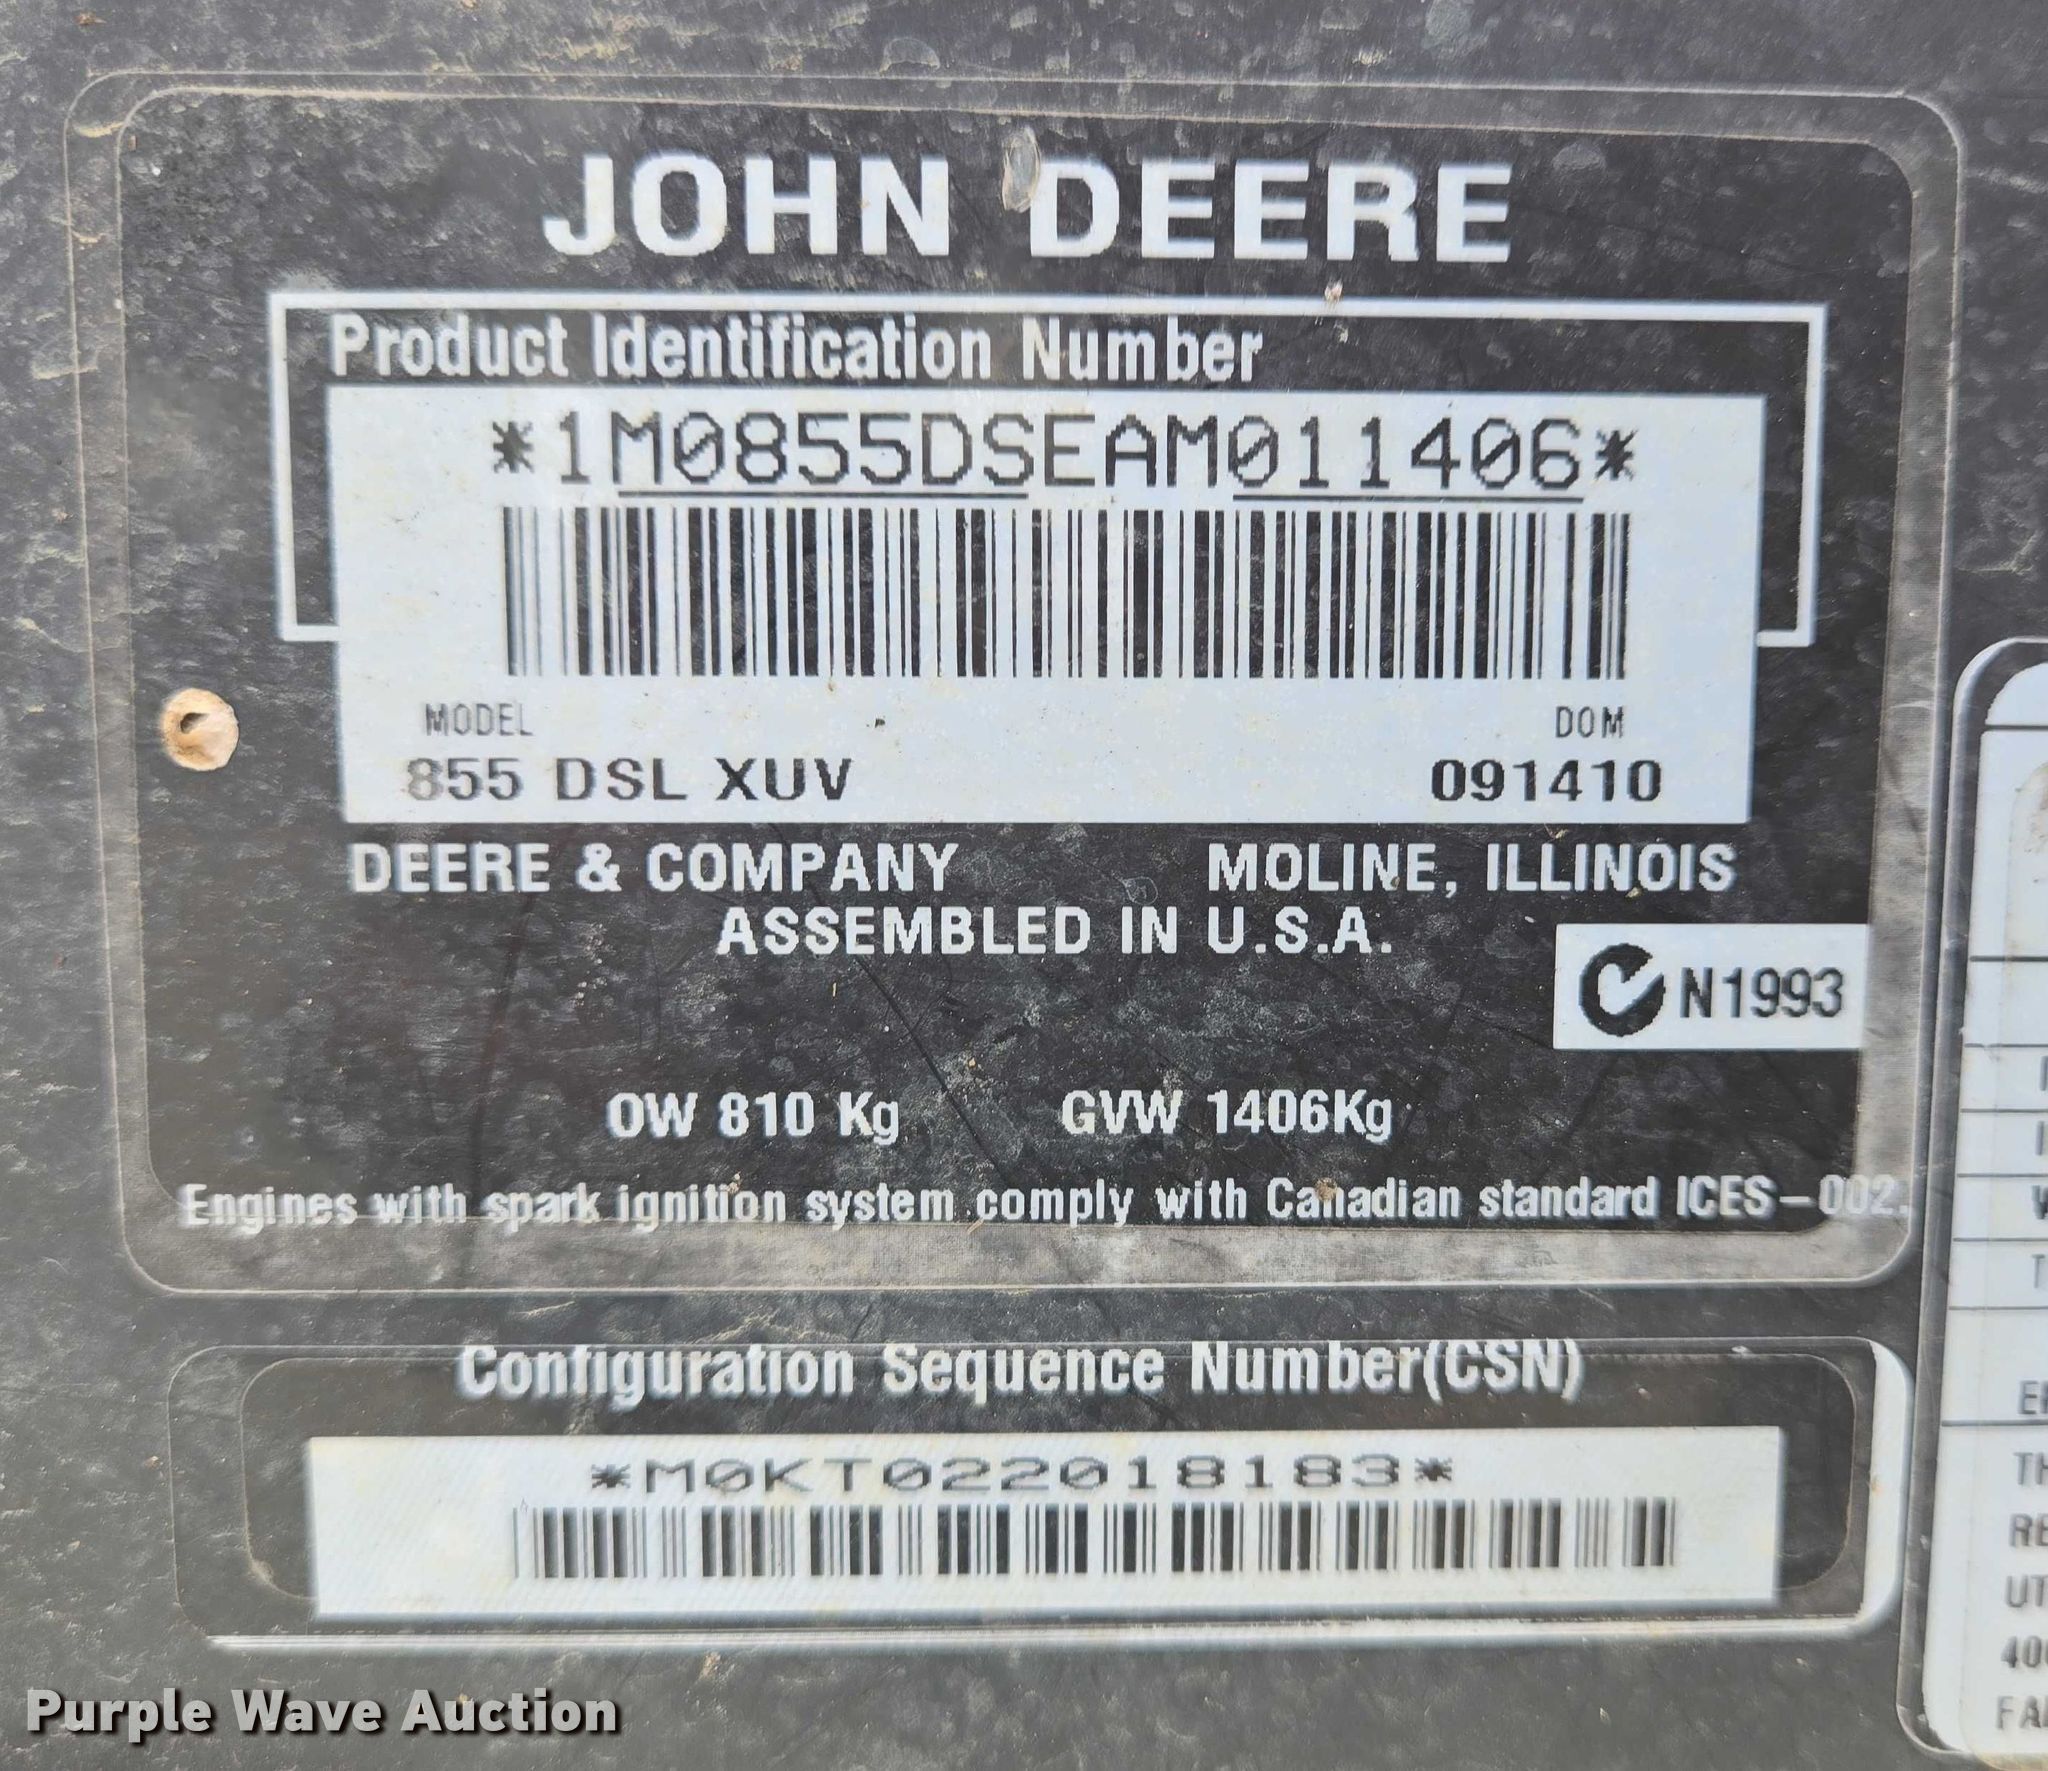 JOHN DEERE
Product Identification Number
*1M0855DSEAM011406*
MODEL DOM
855 DSL XUV 091410
DEERE & COMPANY MOLINE, ILLINOIS
ASSEMBLED IN U.S.A.
N1993
OW 810 Kg GVW 1406Kg
Engines with spark ignition system comply with Canadian standard ICES-002.
Configuration Sequence Number(CSN)
*M0KT022018183*
Purple Wave Auction